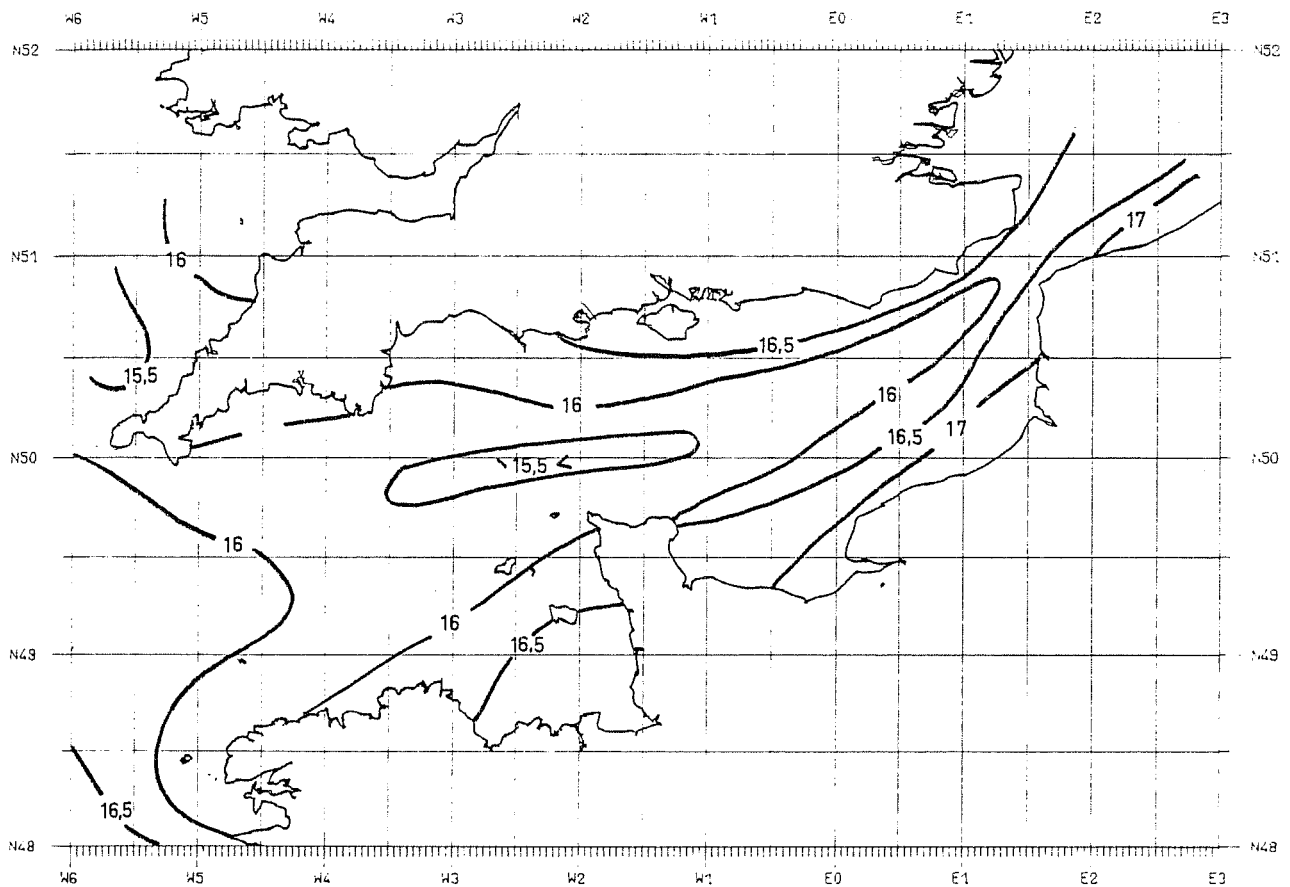 W6 W5 W4 W3 W2 W1 E0 E1 E2 E3
N52 N52
17
N51 16 N51
16,5
15,5
16 16
16,5 17
N50 15,5 < N50
16
16
16,5
N49 N49
16,5
N48 N48
W6 W5 W4 W3 W2 W1 E0 E1 E2 E3